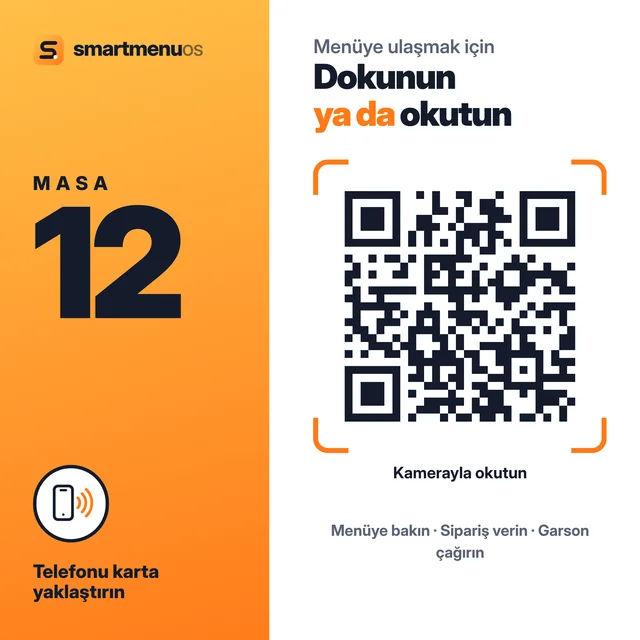 smartmenuos
MASA
12
Telefonu karta
yaklaştırın
Menüye ulaşmak için
Dokunun
ya da okutun
Kamerayla okutun
Menüye bakın · Sipariş verin · Garson
çağırın